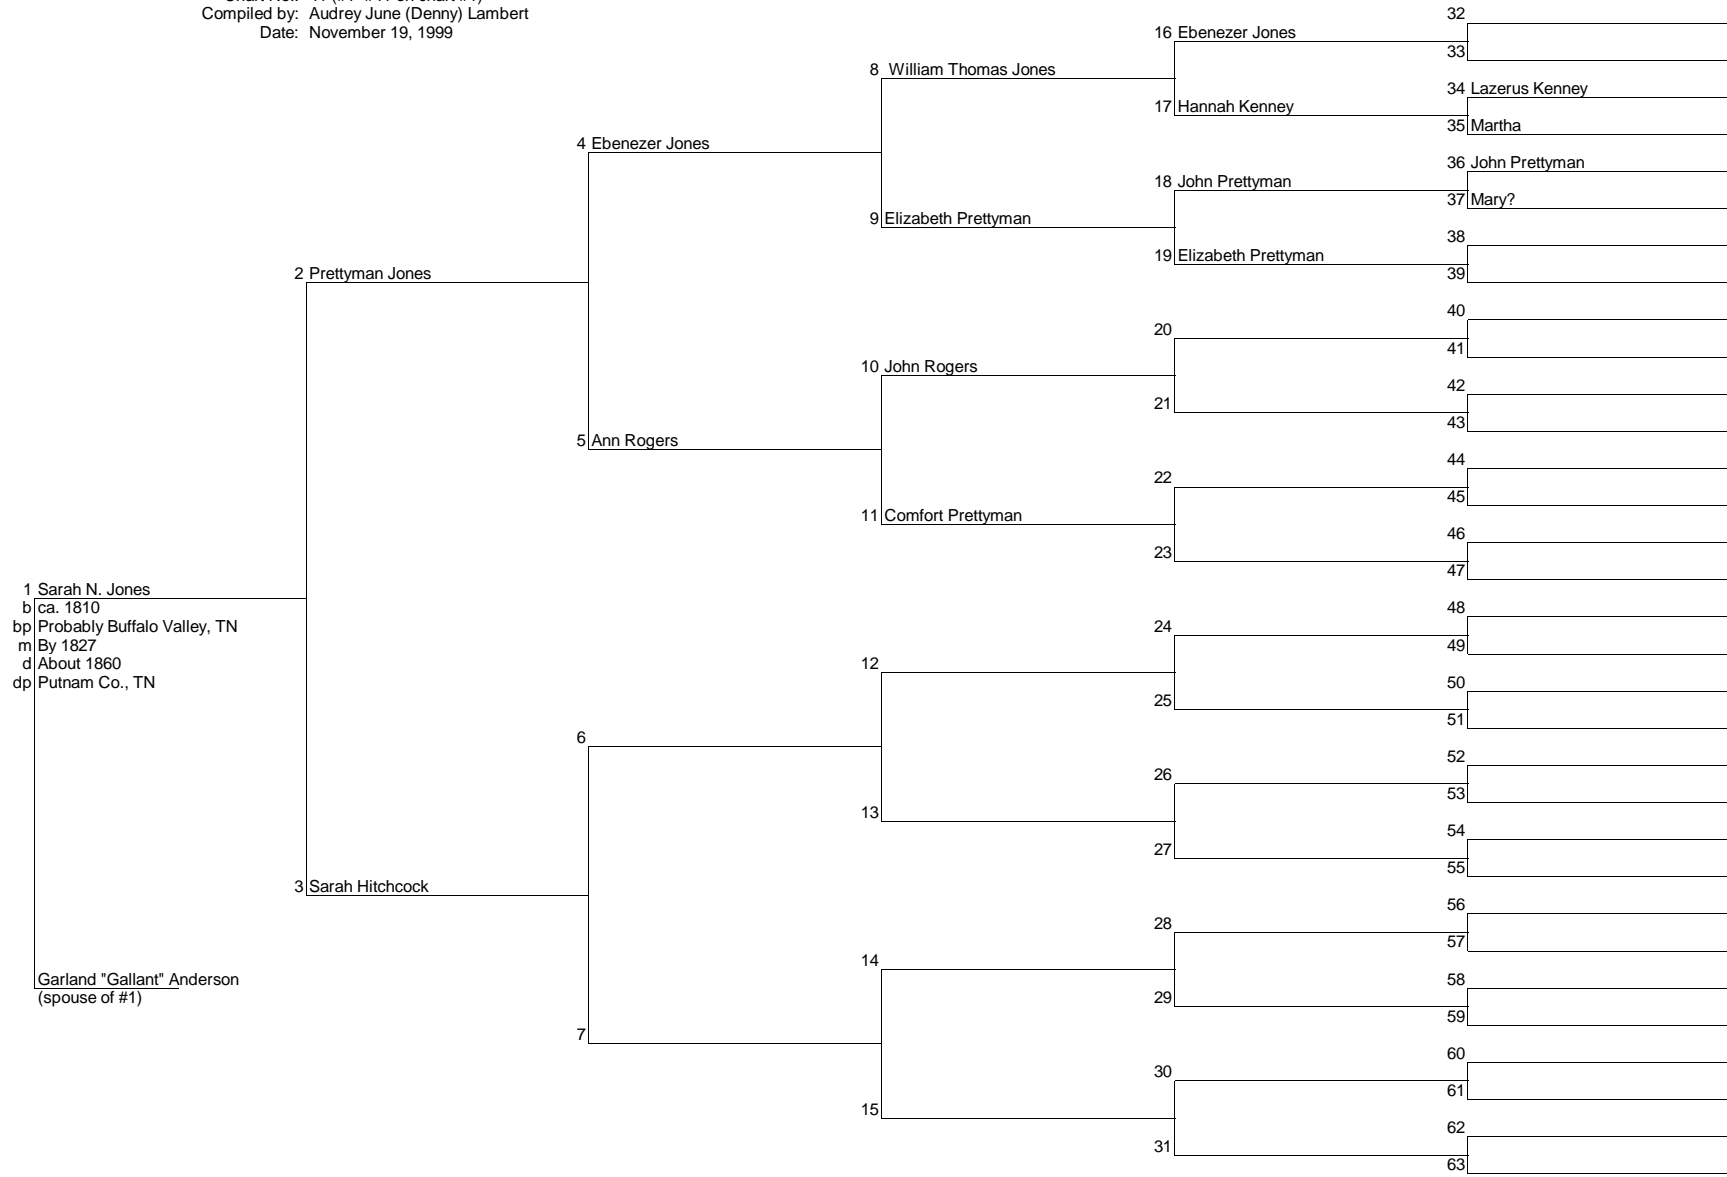 Compiled by: Audrey June (Denny) Lambert
Date: November 19, 1999
32
16 Ebenezer Jones
33
8 William Thomas Jones
34 Lazerus Kenney
17 Hannah Kenney
35 Martha
4 Ebenezer Jones
36 John Prettyman
18 John Prettyman
37 Mary?
9 Elizabeth Prettyman
38
19 Elizabeth Prettyman
39
2 Prettyman Jones
40
20
41
10 John Rogers
42
21
43
5 Ann Rogers
44
22
45
11 Comfort Prettyman
46
23
47
1 Sarah N. Jones
b ca. 1810
bp Probably Buffalo Valley, TN
m By 1827
d About 1860
dp Putnam Co., TN
48
24
49
12
50
25
51
6
52
26
53
13
54
27
55
3 Sarah Hitchcock
56
28
57
14
58
29
59
Garland "Gallant" Anderson
(spouse of #1)
7
60
30
61
15
62
31
63